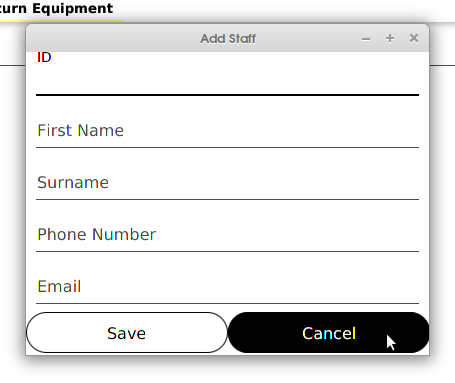 turn Equipment
Add Staff
ID
First Name
Surname
Phone Number
Email
Save
Cancel